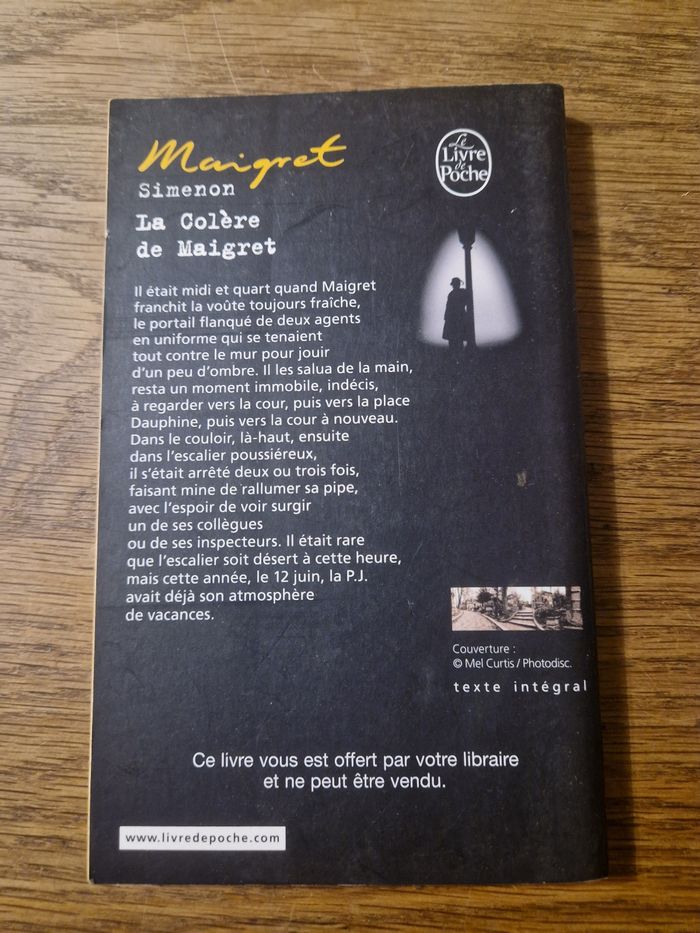 Maigret
Simenon
La Colère
de Maigret
Le
Livre
de
Poche
Il était midi et quart quand Maigret
franchit la voûte toujours fraîche,
le portail flanqué de deux agents
en uniforme qui se tenaient
tout contre le mur pour jouir
d'un peu d'ombre. Il les salua de la main,
resta un moment immobile, indécis,
à regarder vers la cour, puis vers la place
Dauphine, puis vers la cour à nouveau.
Dans le couloir, là-haut, ensuite
dans l'escalier poussiéreux,
il s'était arrêté deux ou trois fois,
faisant mine de rallumer sa pipe,
avec l'espoir de voir surgir
un de ses collègues
ou de ses inspecteurs. Il était rare
que l'escalier soit désert à cette heure,
mais cette année, le 12 juin, la P.J.
avait déjà son atmosphère
de vacances.
Couverture :
© Mel Curtis / Photodisc.
texte intégral
Ce livre vous est offert par votre libraire
et ne peut être vendu.
www.livredepoche.com